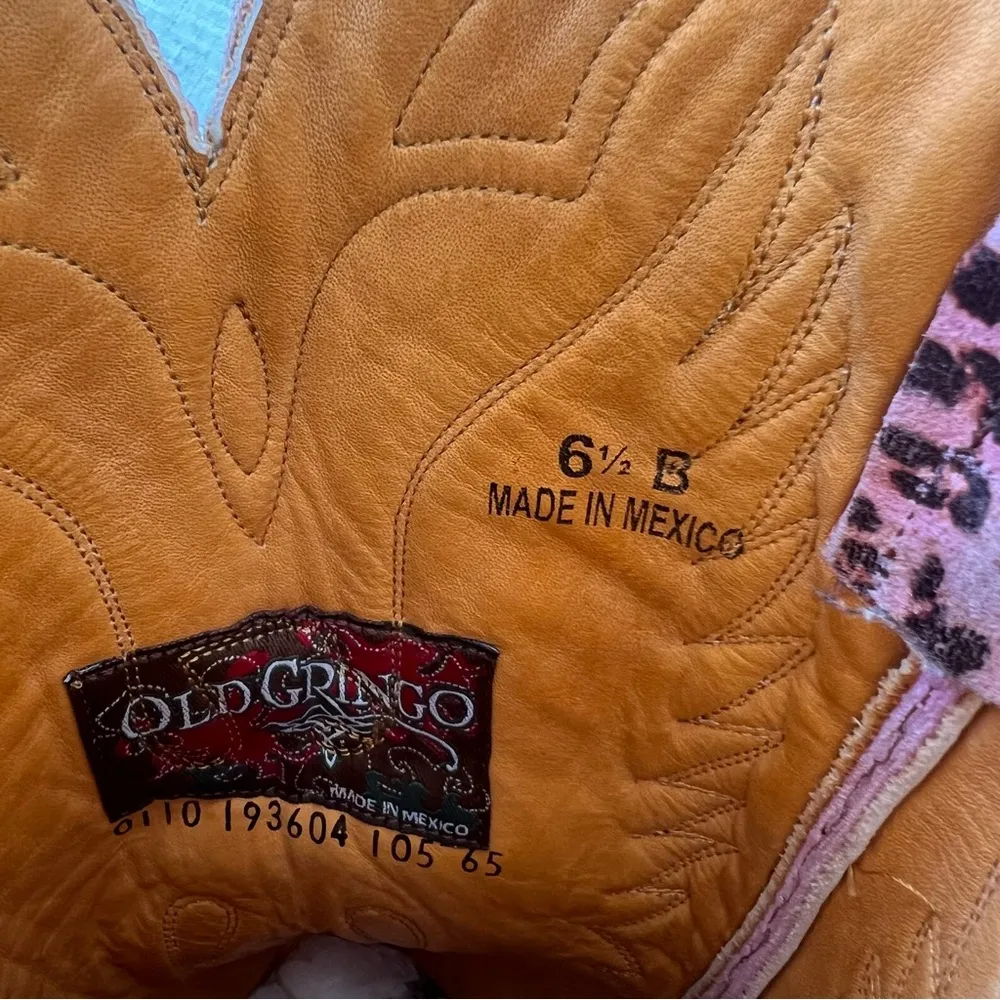 6½ B
MADE IN MEXICO
OLD GRINGO
MADE IN MEXICO
6110 193604 105 65